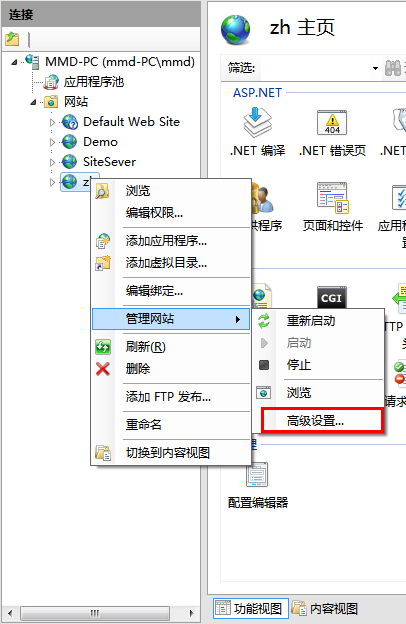 连接
MMD-PC (mmd-PC\mmd)
应用程序池
网站
Default Web Site
Demo
SiteSever
浏览
编辑权限...
添加应用程序...
添加虚拟目录...
编辑绑定...
管理网站
刷新(R)
删除
添加 FTP 发布...
重命名
切换到内容视图
重新启动
启动
停止
浏览
高级设置...
zh 主页
筛选:
ASP.NET
.NET 编译
.NET 错误页
.NET
供程序
页面和控件
应用程
置
CGI
TTP
头
请求
理
配置编辑器
功能视图
内容视图